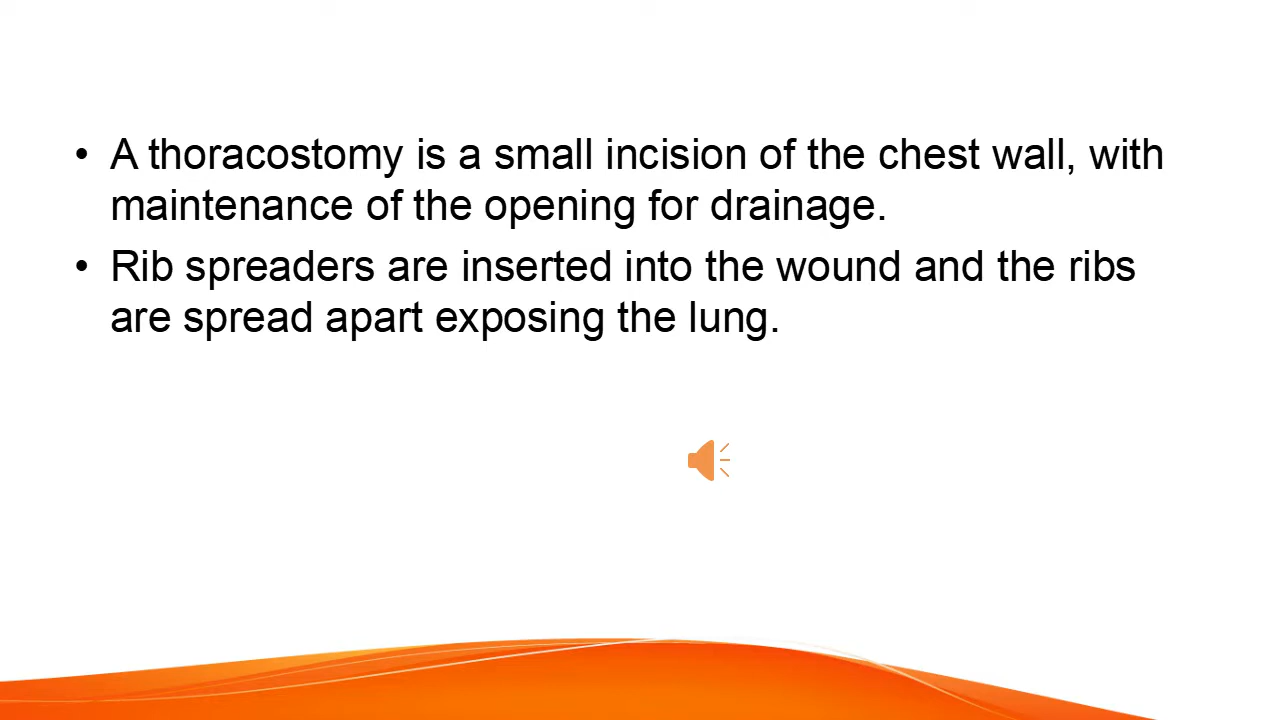 • A thoracostomy is a small incision of the chest wall, with
maintenance of the opening for drainage.
• Rib spreaders are inserted into the wound and the ribs
are spread apart exposing the lung.